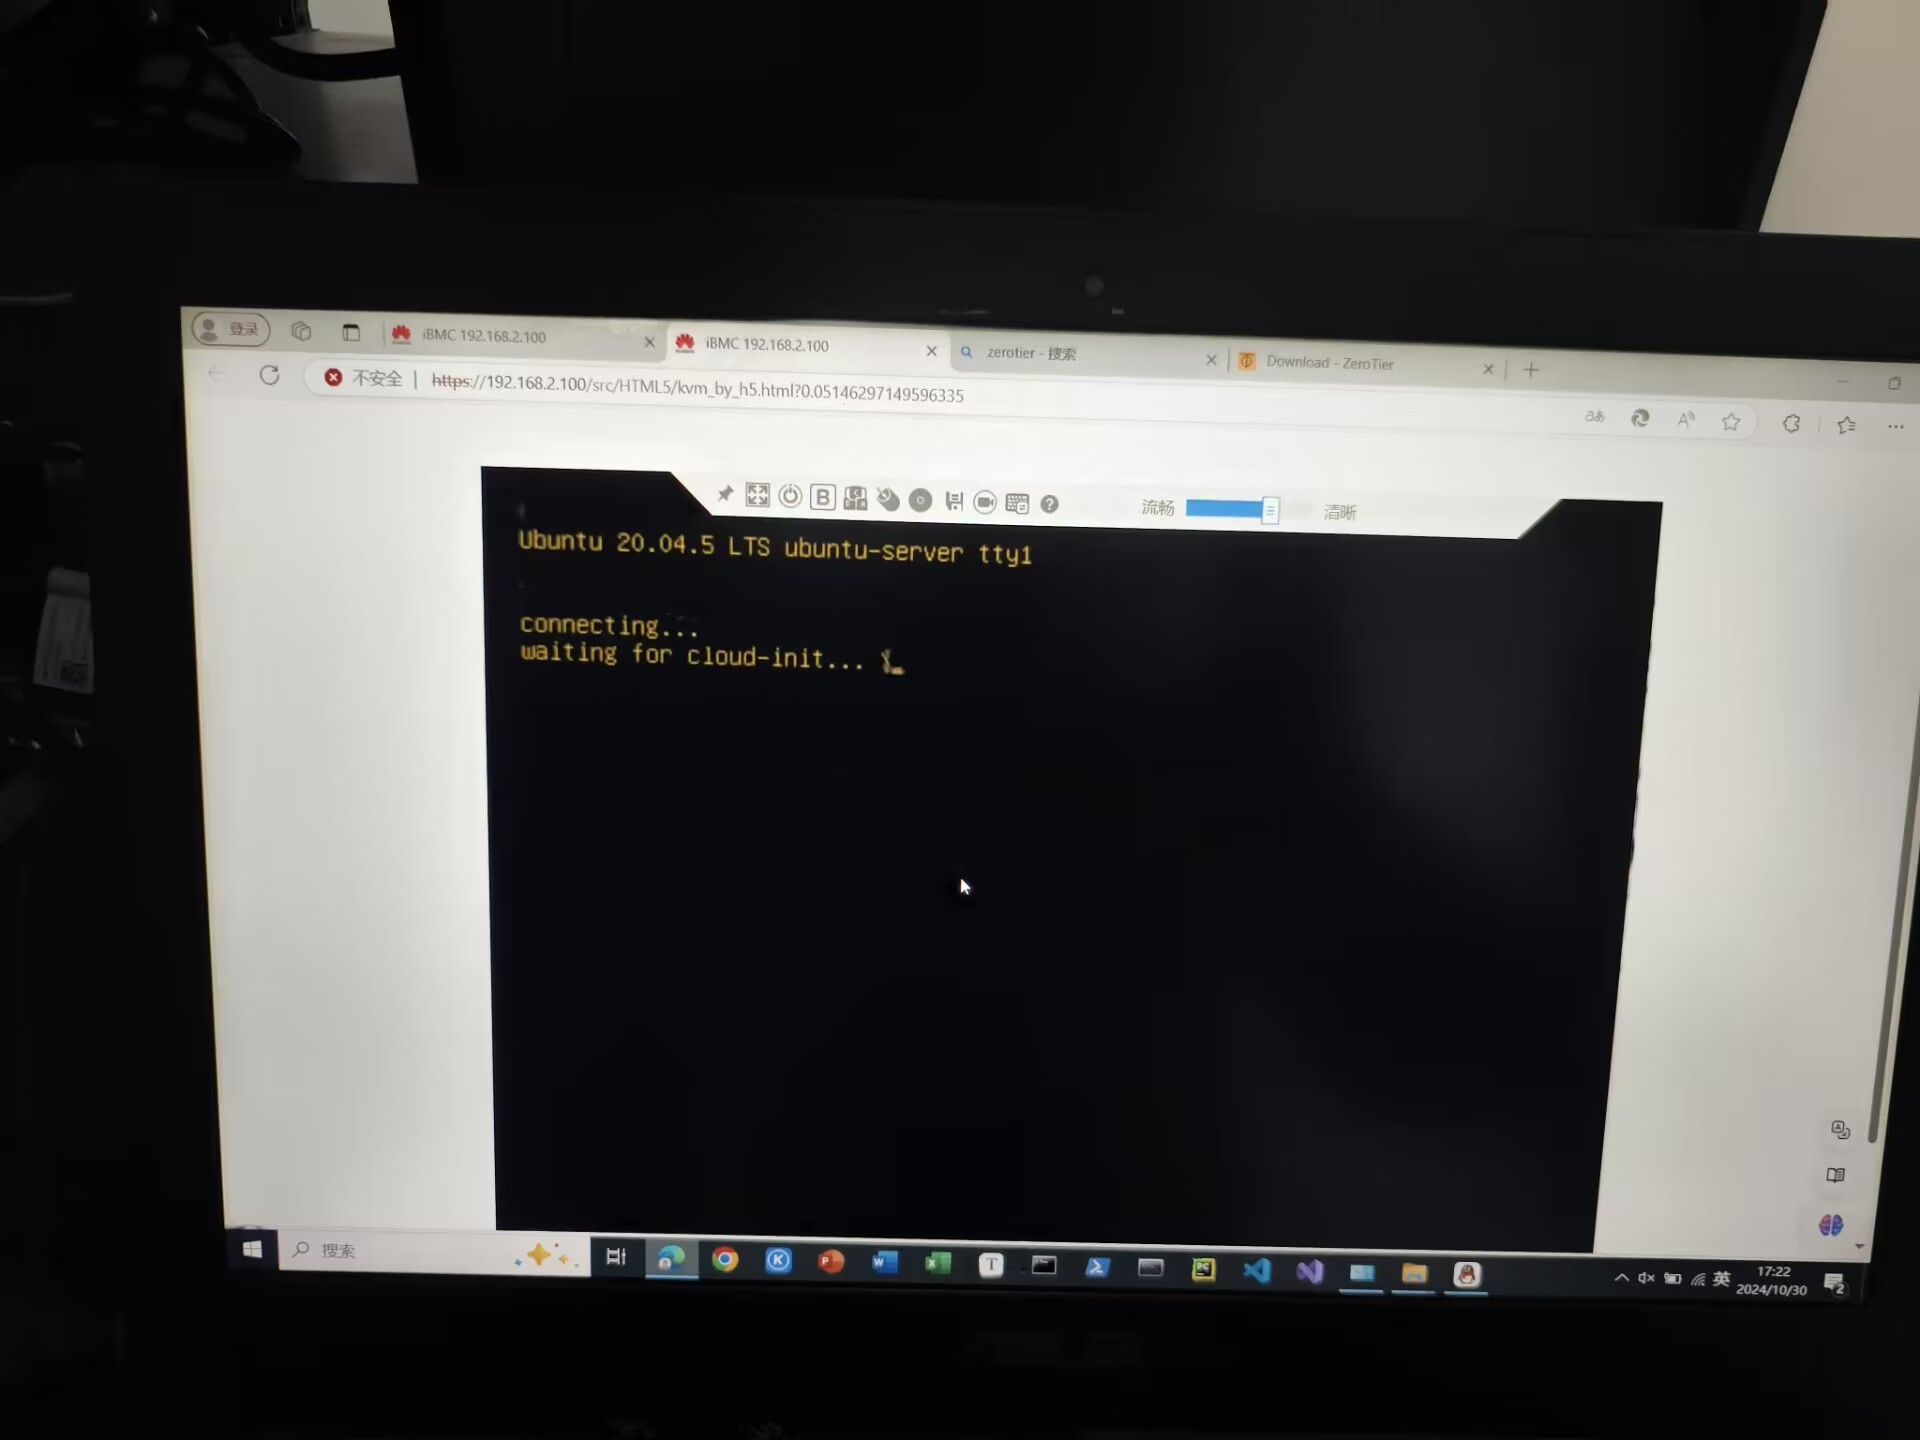 登录
iBMC 192.168.2.100
iBMC 192.168.2.100
zerotier - 搜索
Download - ZeroTier
不安全
https://192.168.2.100/src/HTML5/kvm_by_h5.html?0.05146297149596335
流畅
清晰
Ubuntu 20.04.5 LTS ubuntu-server tty1
connecting...
waiting for cloud-init...
搜索
英
17:22
2024/10/30
2